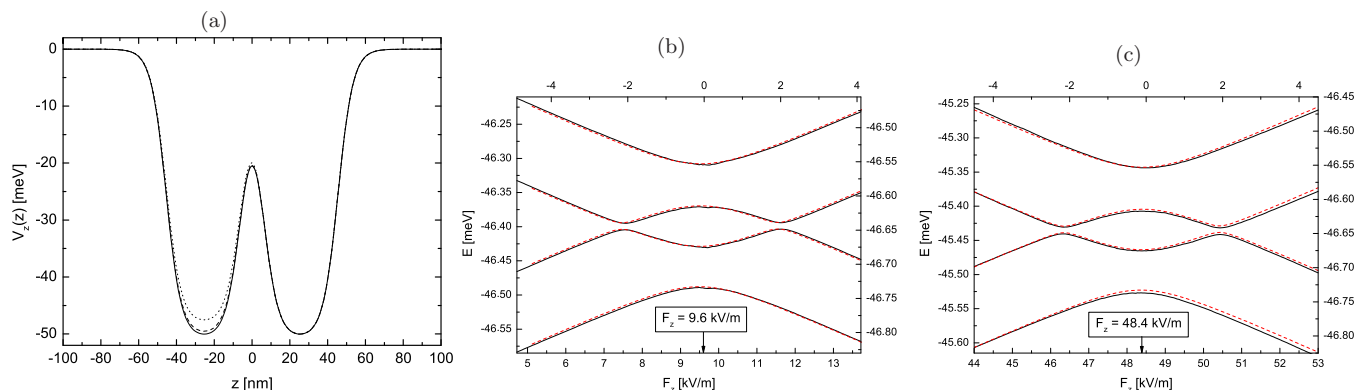 (a)
0
-10
-20
-30
-40
-50
V_z(z) [meV]
-100 -80 -60 -40 -20 0 20 40 60 80 100
z [nm]
(b)
-4 -2 0 2 4
-46.25
-46.30
-46.35
-46.40
-46.45
-46.50
-46.55
E [meV]
-46.50
-46.55
-46.60
-46.65
-46.70
-46.75
-46.80
F_z = 9.6 kV/m
5 6 7 8 9 10 11 12 13
F_z [kV/m]
(c)
-4 -2 0 2 4
-45.25
-45.30
-45.35
-45.40
-45.45
-45.50
-45.55
-45.60
E [meV]
-46.45
-46.50
-46.55
-46.60
-46.65
-46.70
-46.75
-46.80
F_z = 48.4 kV/m
44 45 46 47 48 49 50 51 52 53
F_z [kV/m]